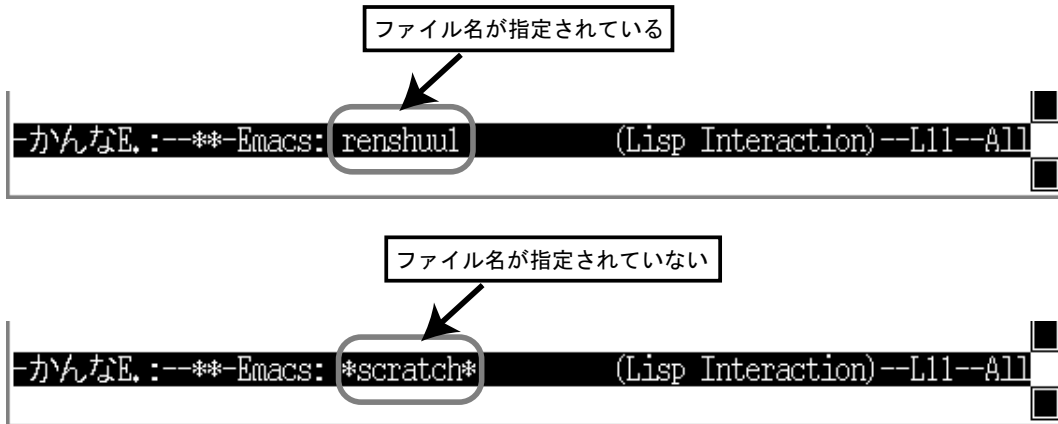 ファイル名が指定されている
-かんなE.:--**-Emacs: renshuu1 (Lisp Interaction)--L11--All
ファイル名が指定されていない
-かんなE.:--**-Emacs: *scratch* (Lisp Interaction)--L11--All